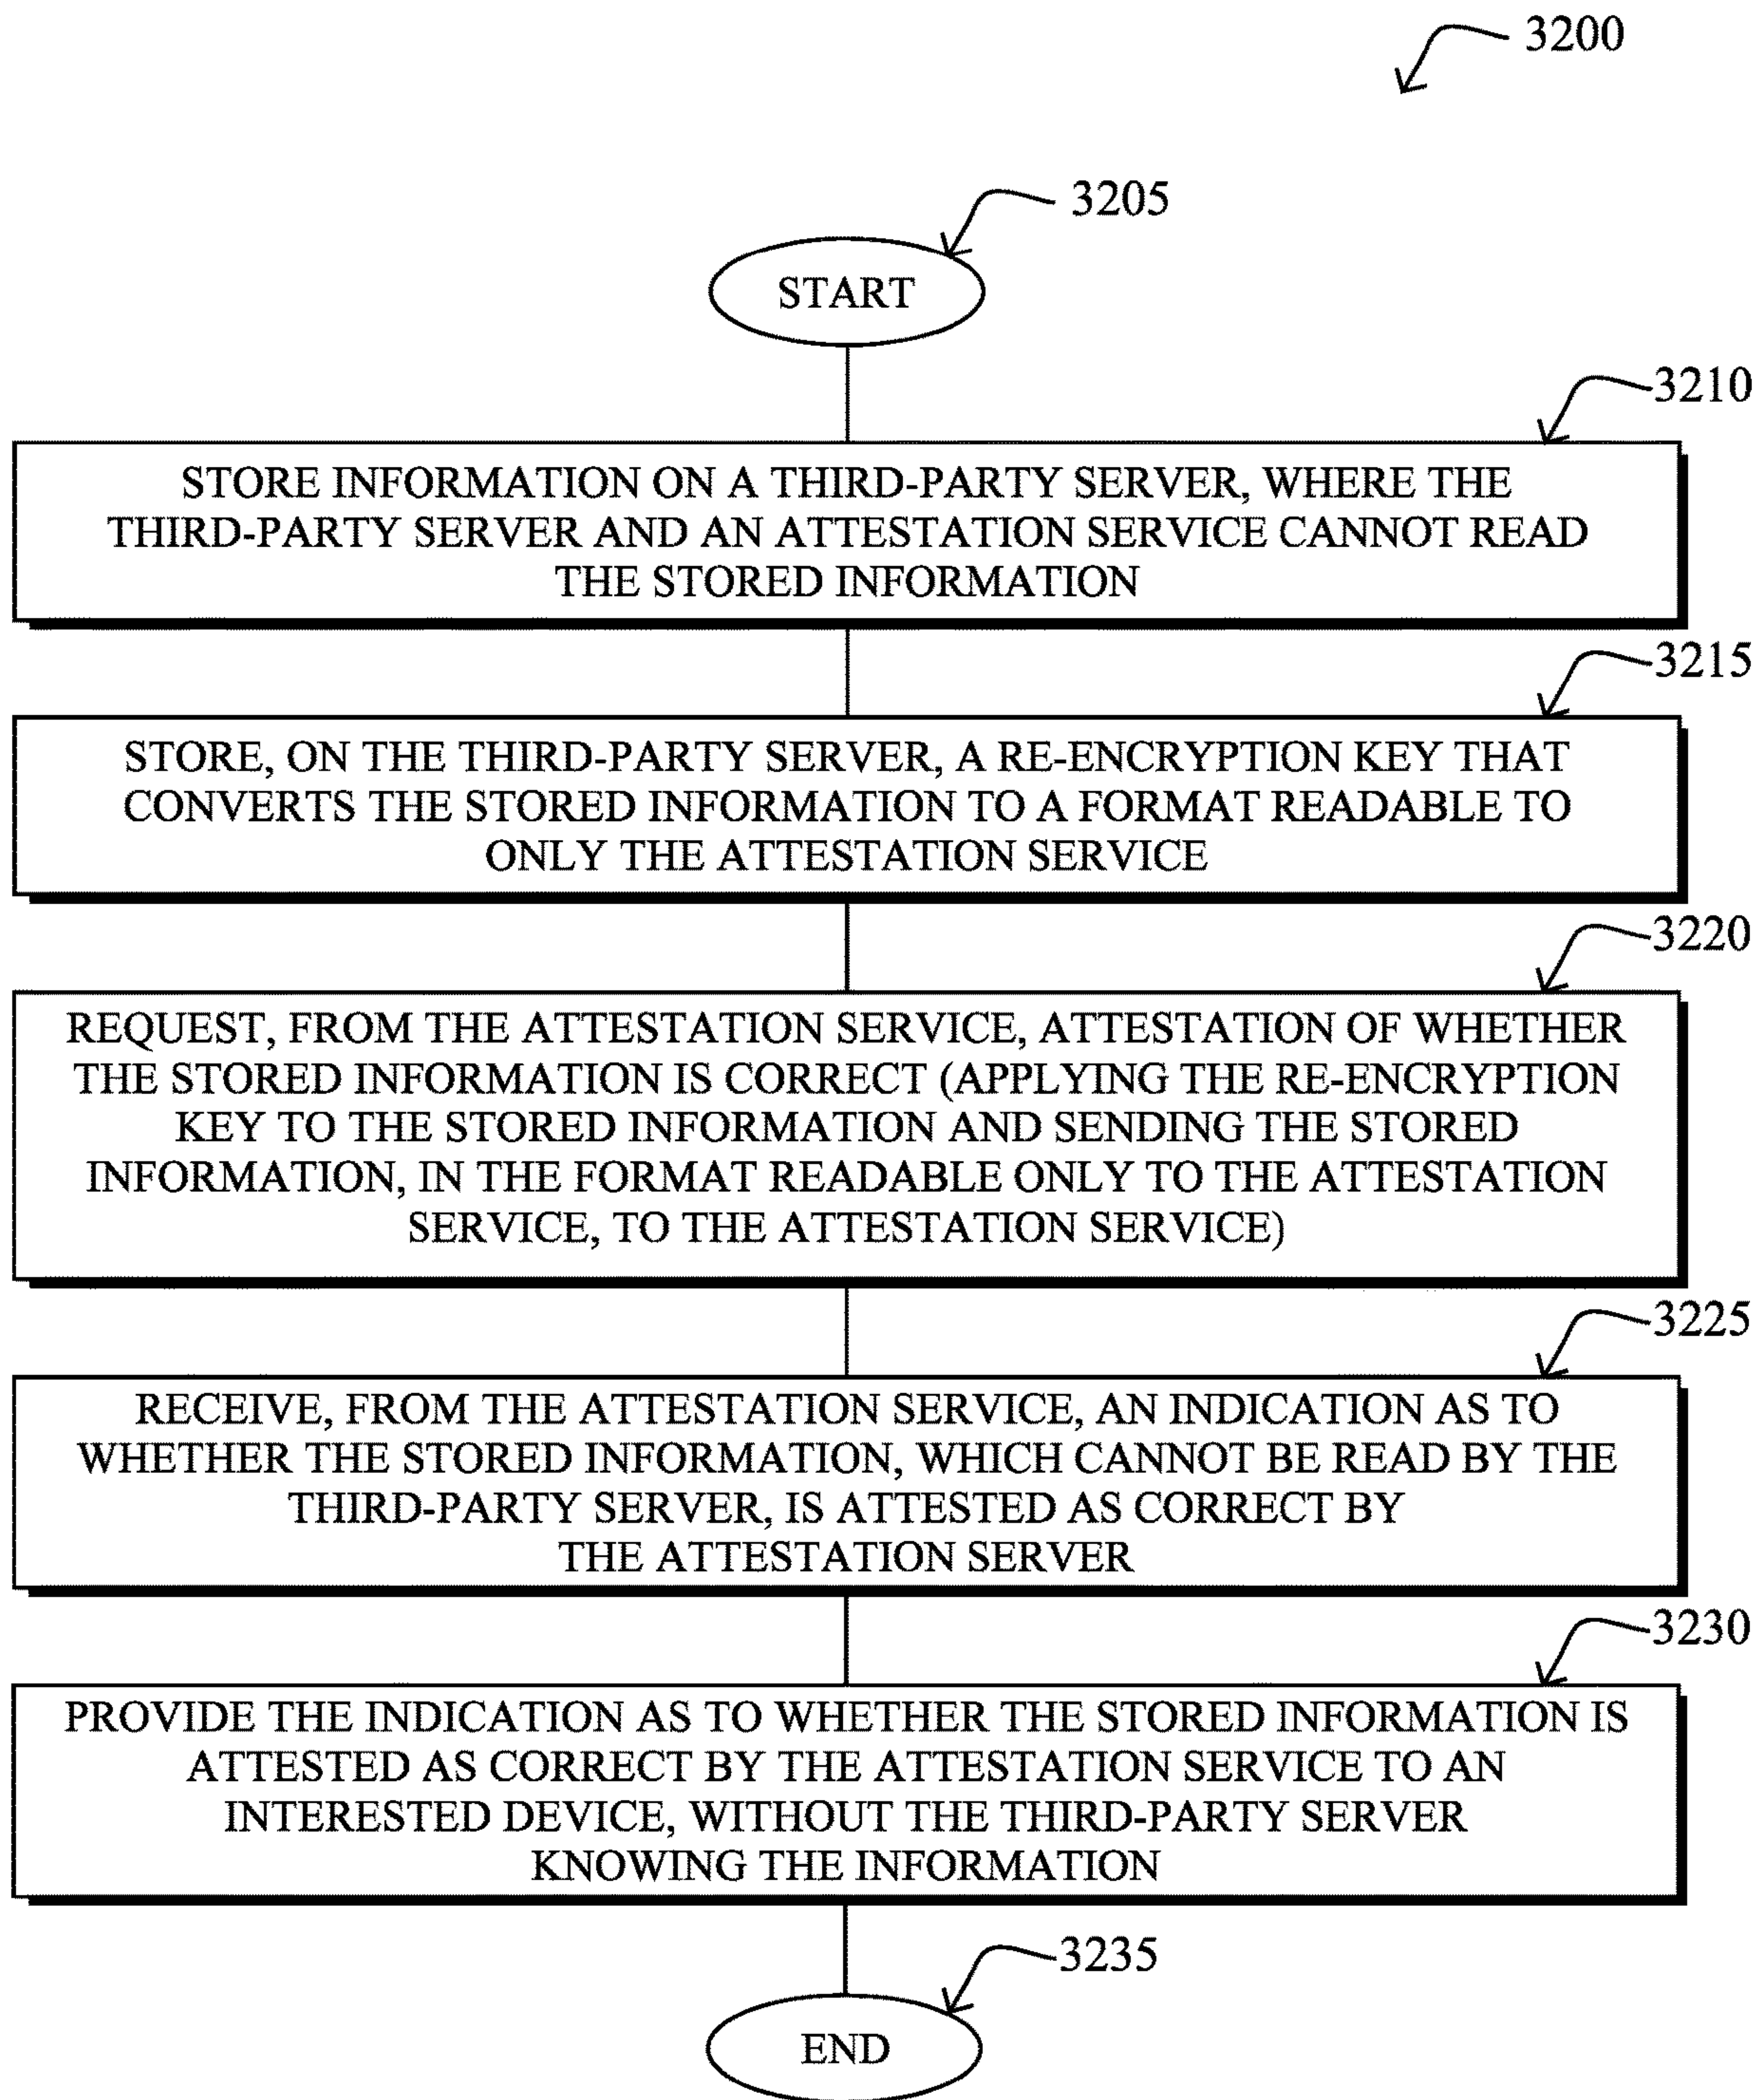 3200
3205
START
3210
STORE INFORMATION ON A THIRD-PARTY SERVER, WHERE THE
THIRD-PARTY SERVER AND AN ATTESTATION SERVICE CANNOT READ
THE STORED INFORMATION
3215
STORE, ON THE THIRD-PARTY SERVER, A RE-ENCRYPTION KEY THAT
CONVERTS THE STORED INFORMATION TO A FORMAT READABLE TO
ONLY THE ATTESTATION SERVICE
3220
REQUEST, FROM THE ATTESTATION SERVICE, ATTESTATION OF WHETHER
THE STORED INFORMATION IS CORRECT (APPLYING THE RE-ENCRYPTION
KEY TO THE STORED INFORMATION AND SENDING THE STORED
INFORMATION, IN THE FORMAT READABLE ONLY TO THE ATTESTATION
SERVICE, TO THE ATTESTATION SERVICE)
3225
RECEIVE, FROM THE ATTESTATION SERVICE, AN INDICATION AS TO
WHETHER THE STORED INFORMATION, WHICH CANNOT BE READ BY THE
THIRD-PARTY SERVER, IS ATTESTED AS CORRECT BY
THE ATTESTATION SERVER
3230
PROVIDE THE INDICATION AS TO WHETHER THE STORED INFORMATION IS
ATTESTED AS CORRECT BY THE ATTESTATION SERVICE TO AN
INTERESTED DEVICE, WITHOUT THE THIRD-PARTY SERVER
KNOWING THE INFORMATION
3235
END